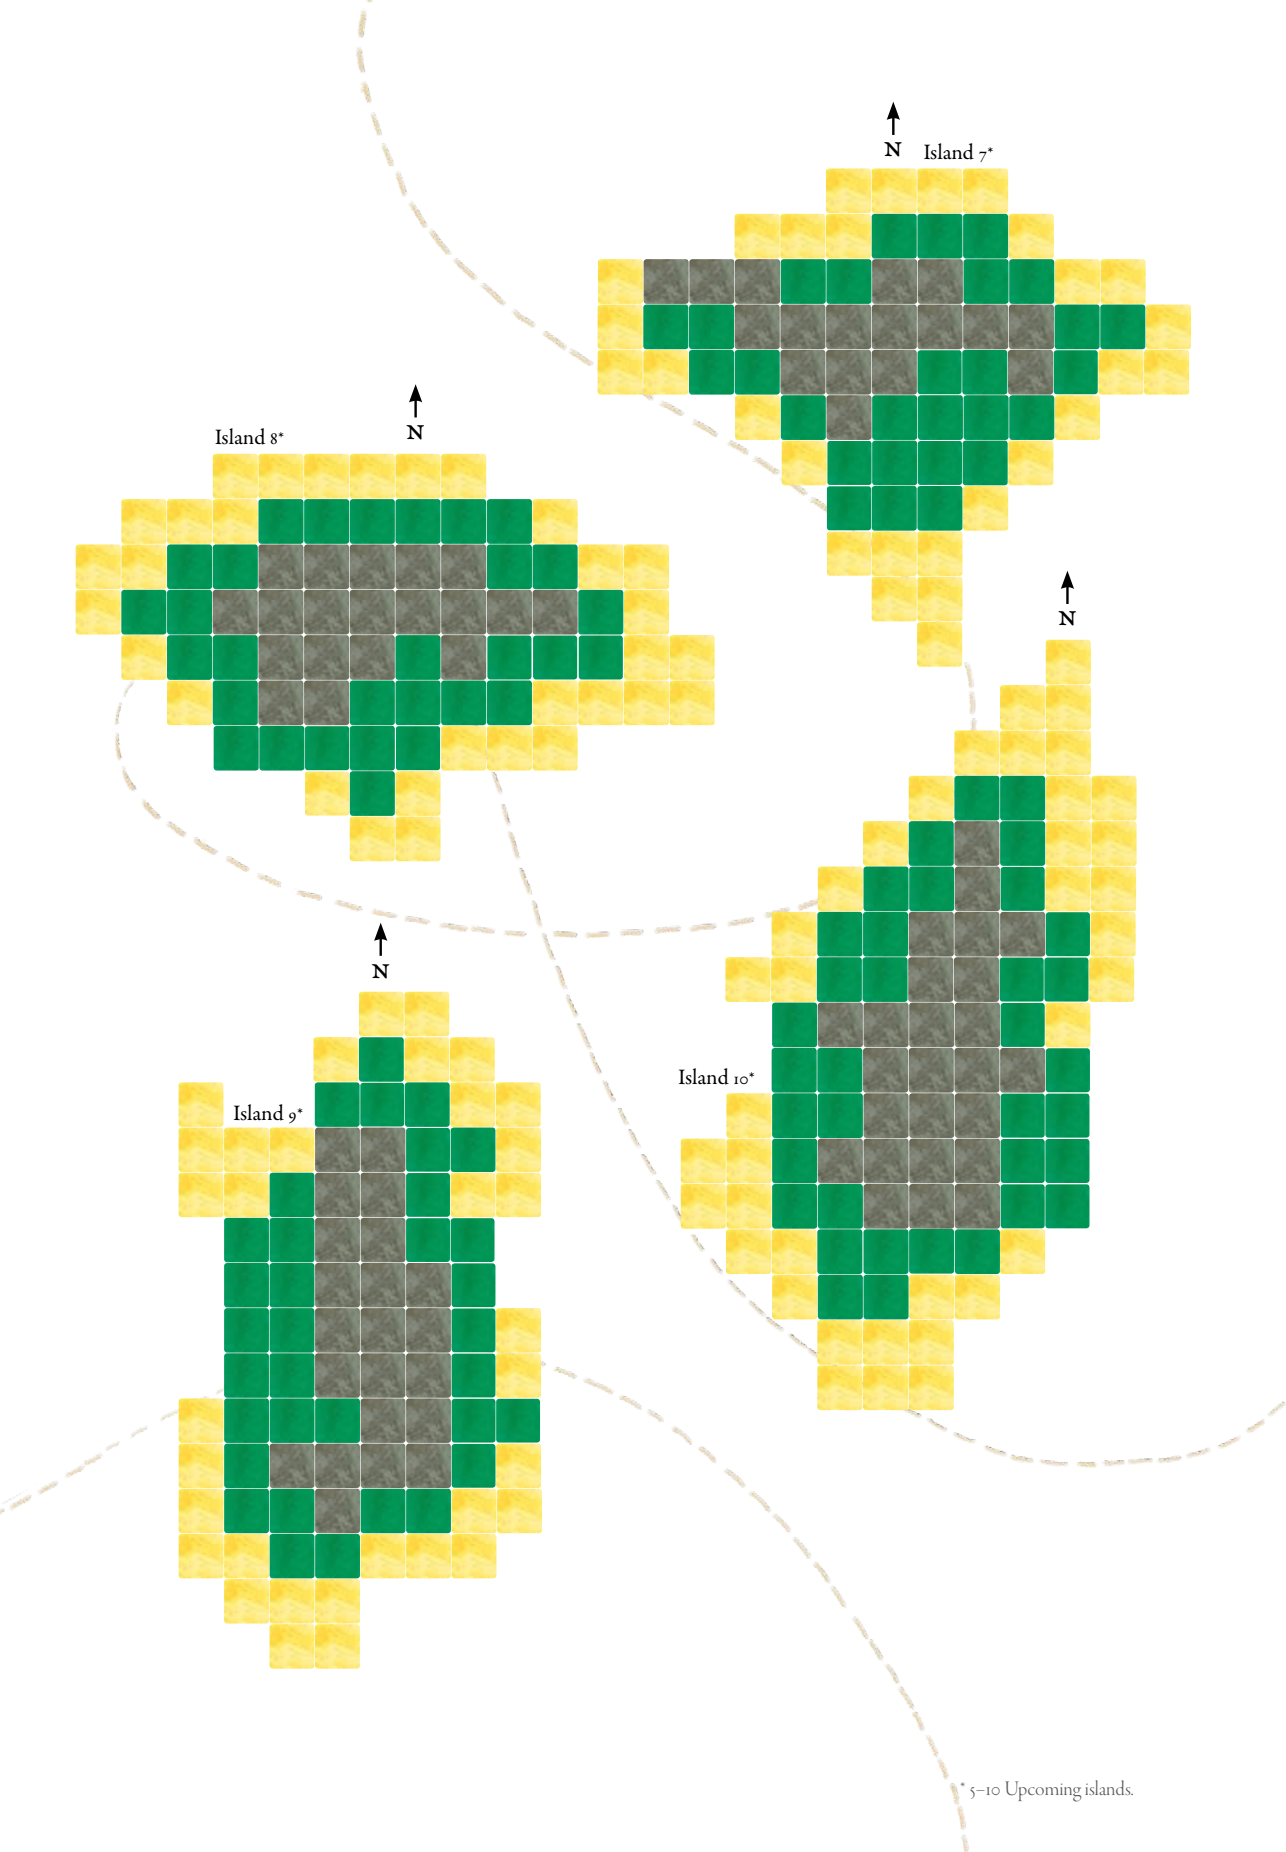 N
Island 7*
N
Island 8*
N
N
Island 9*
Island 10*
* 5–10 Upcoming islands.